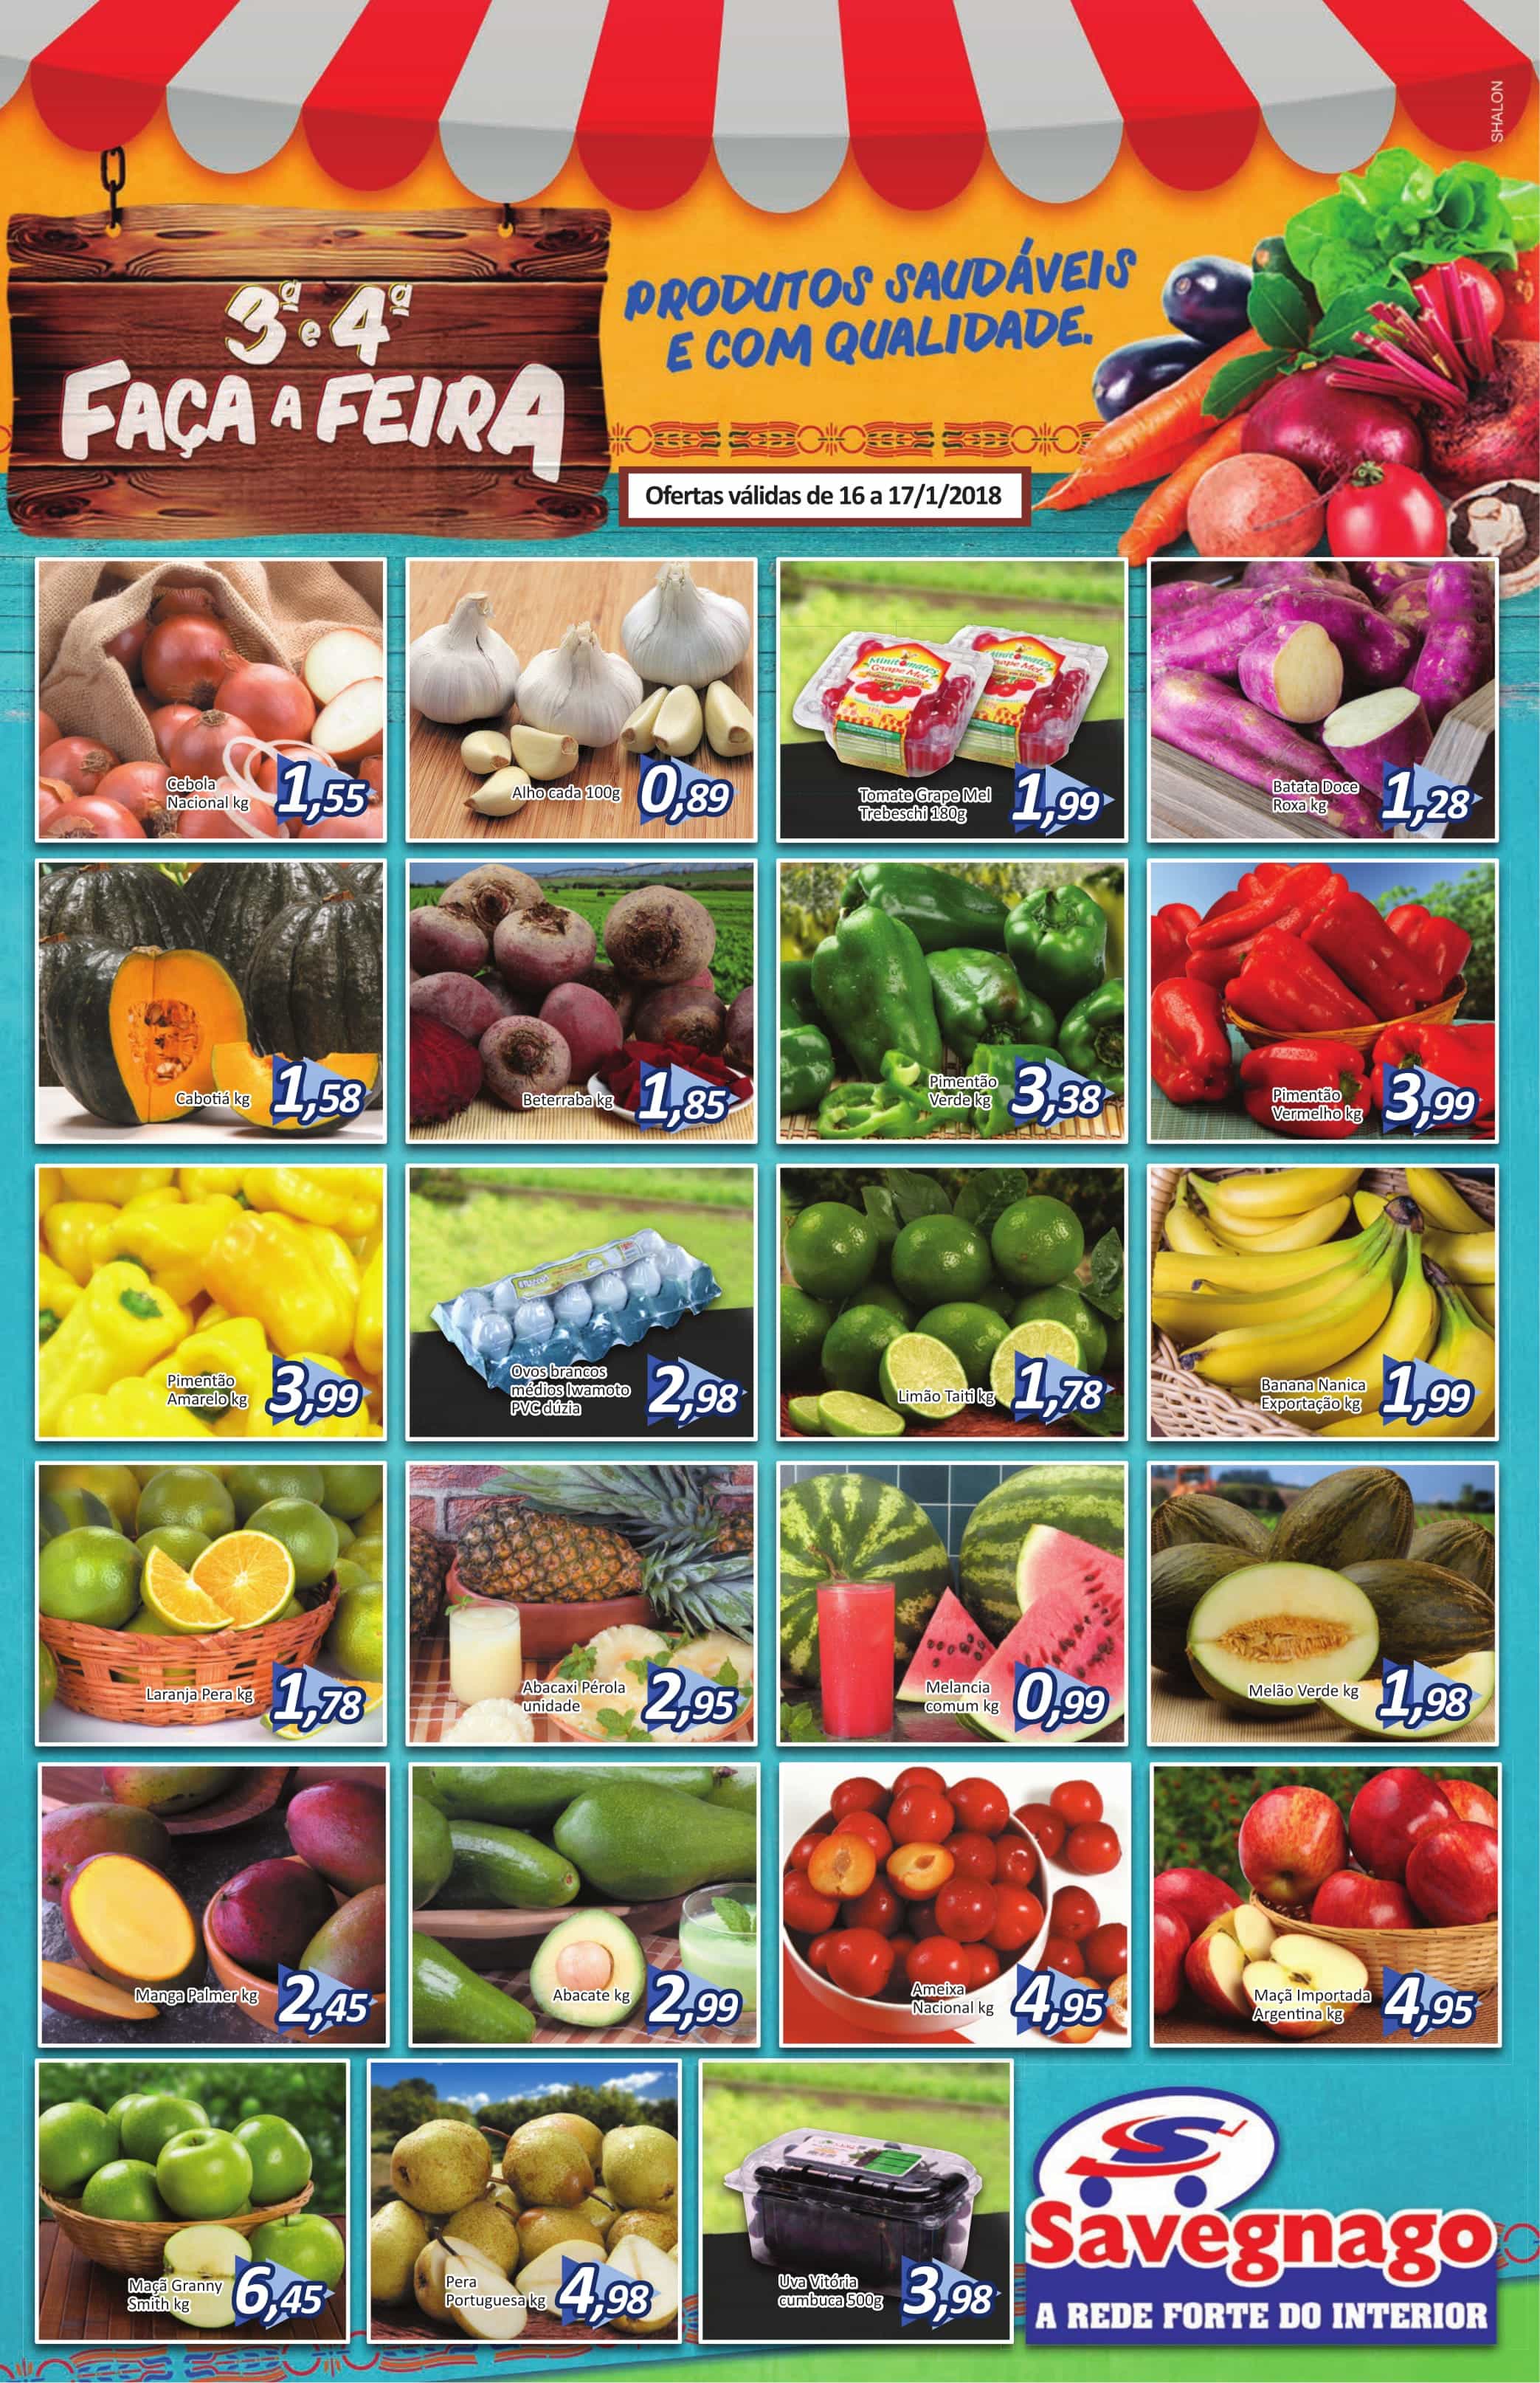 SHALON
3ª e 4ª
FAÇA A FEIRA
PRODUTOS SAUDÁVEIS
E COM QUALIDADE.
Ofertas válidas de 16 a 17/1/2018
Cebola
Nacional kg
1,55
Alho cada 100g
0,89
Minitomates
Grape Mel
Minitomates
Grape Mel
Tomate Grape Mel
Trebeschi 180g
1,99
Batata Doce
Roxa kg
1,28
Cabotiá kg
1,58
Beterraba kg
1,85
Pimentão
Verde kg
3,38
Pimentão
Vermelho kg
3,99
Pimentão
Amarelo kg
3,99
Ovos brancos
médios Iwamoto
PVC dúzia
2,98
Limão Taiti kg
1,78
Banana Nanica
Exportação kg
1,99
Laranja Pera kg
1,78
Abacaxi Pérola
unidade
2,95
Melancia
comum kg
0,99
Melão Verde kg
1,98
Manga Palmer kg
2,45
Abacate kg
2,99
Ameixa
Nacional kg
4,95
Maçã Importada
Argentina kg
4,95
Maçã Granny
Smith kg
6,45
Pera
Portuguesa kg
4,98
Uva Vitória
cumbuca 500g
3,98
Savegnago
A REDE FORTE DO INTERIOR